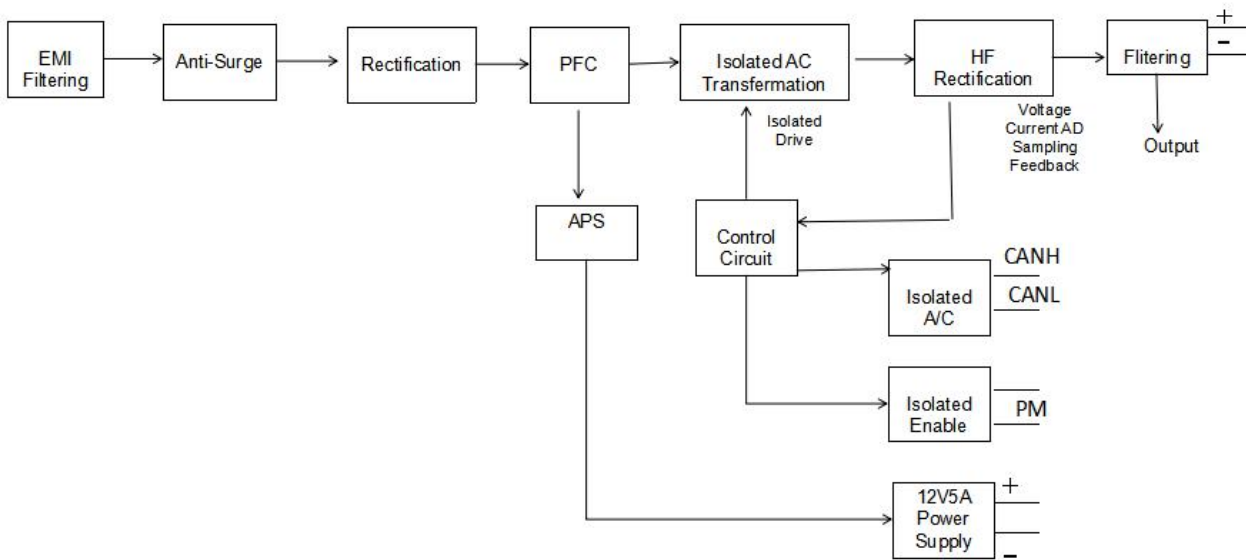 EMI
Filtering
Anti-Surge
Rectification
PFC
Isolated AC
Transfermation
HF
Rectification
Flitering
+
-
Isolated
Drive
Voltage
Current AD
Sampling
Feedback
Output
APS
Control
Circuit
Isolated
A/C
CANH
CANL
Isolated
Enable
PM
12V5A
Power
Supply
+
-